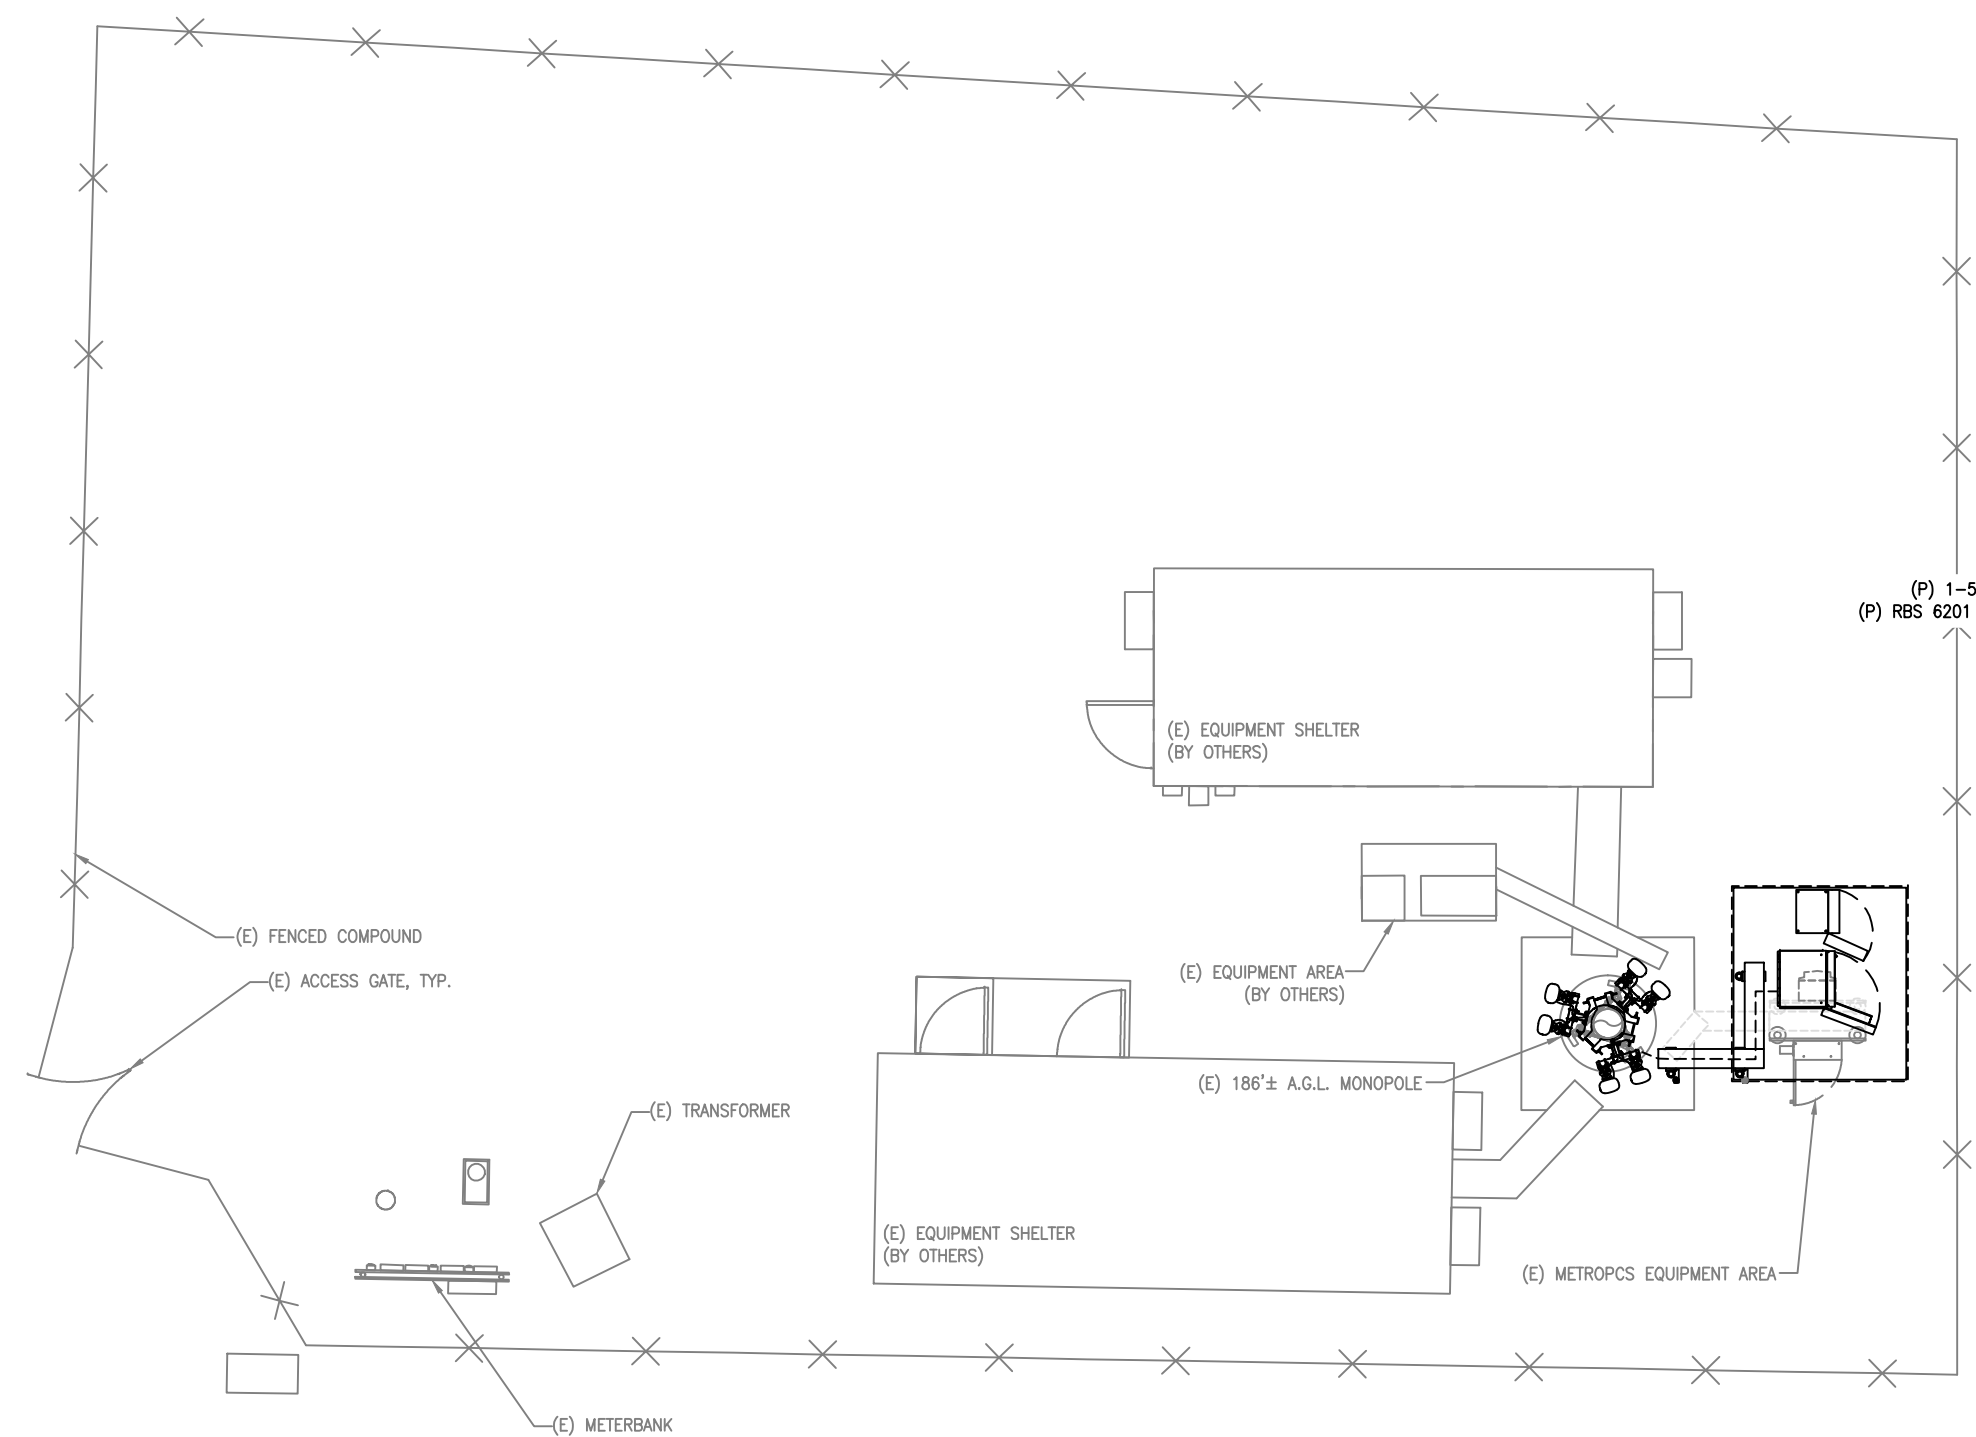 (P) 1-5
(P) RBS 6201
(E) EQUIPMENT SHELTER
(BY OTHERS)
(E) FENCED COMPOUND
(E) ACCESS GATE, TYP.
(E) EQUIPMENT AREA
(BY OTHERS)
(E) 186'± A.G.L. MONOPOLE
(E) TRANSFORMER
(E) EQUIPMENT SHELTER
(BY OTHERS)
(E) METROPCS EQUIPMENT AREA
(E) METERBANK